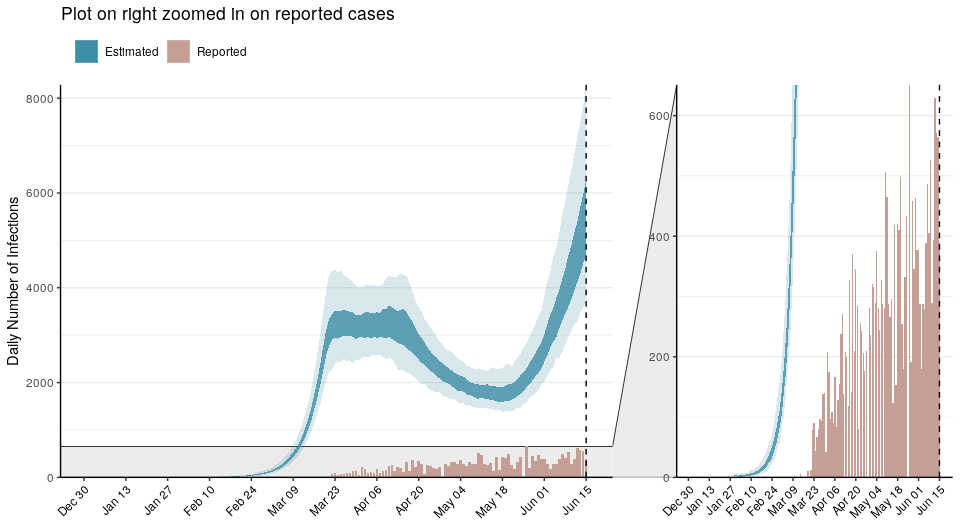 Plot on right zoomed in on reported cases
Estimated Reported
Daily Number of Infections
8000
6000
4000
2000
0
Dec 30 Jan 13 Jan 27 Feb 10 Feb 24 Mar 09 Mar 23 Apr 06 Apr 20 May 04 May 18 Jun 01 Jun 15
600
400
200
0
Dec 30 Jan 13 Jan 27 Feb 10 Feb 24 Mar 09 Mar 23 Apr 06 Apr 20 May 04 May 18 Jun 01 Jun 15